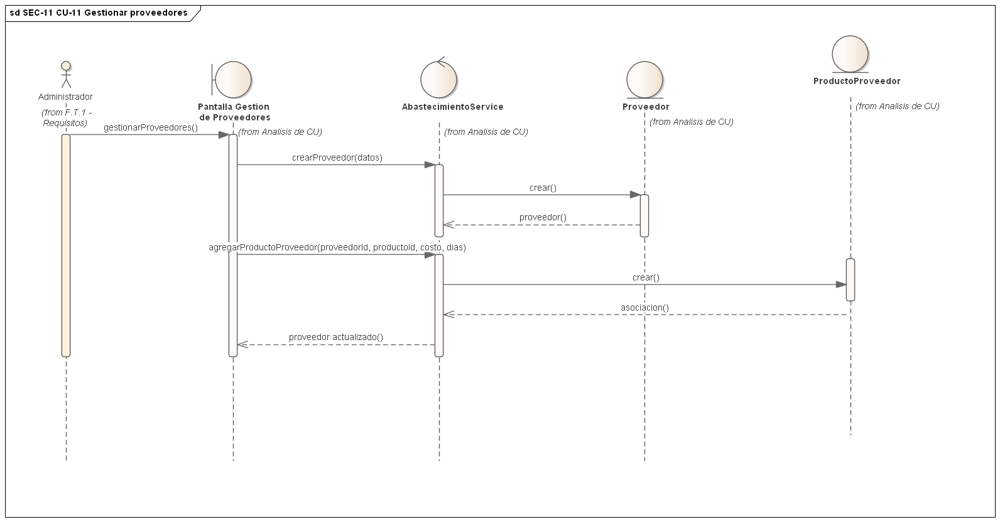 sd SEC-11 CU-11 Gestionar proveedores
Administrador
(from F.T.1 -
Requisitos)
Pantalla Gestion
de Proveedores
(from Analisis de CU)
AbastecimientoService
(from Analisis de CU)
Proveedor
(from Analisis de CU)
ProductoProveedor
(from Analisis de CU)
gestionarProveedores()
crearProveedor(datos)
crear()
proveedor()
agregarProductoProveedor(proveedorId, productoId, costo, dias)
crear()
asociacion()
proveedor actualizado()